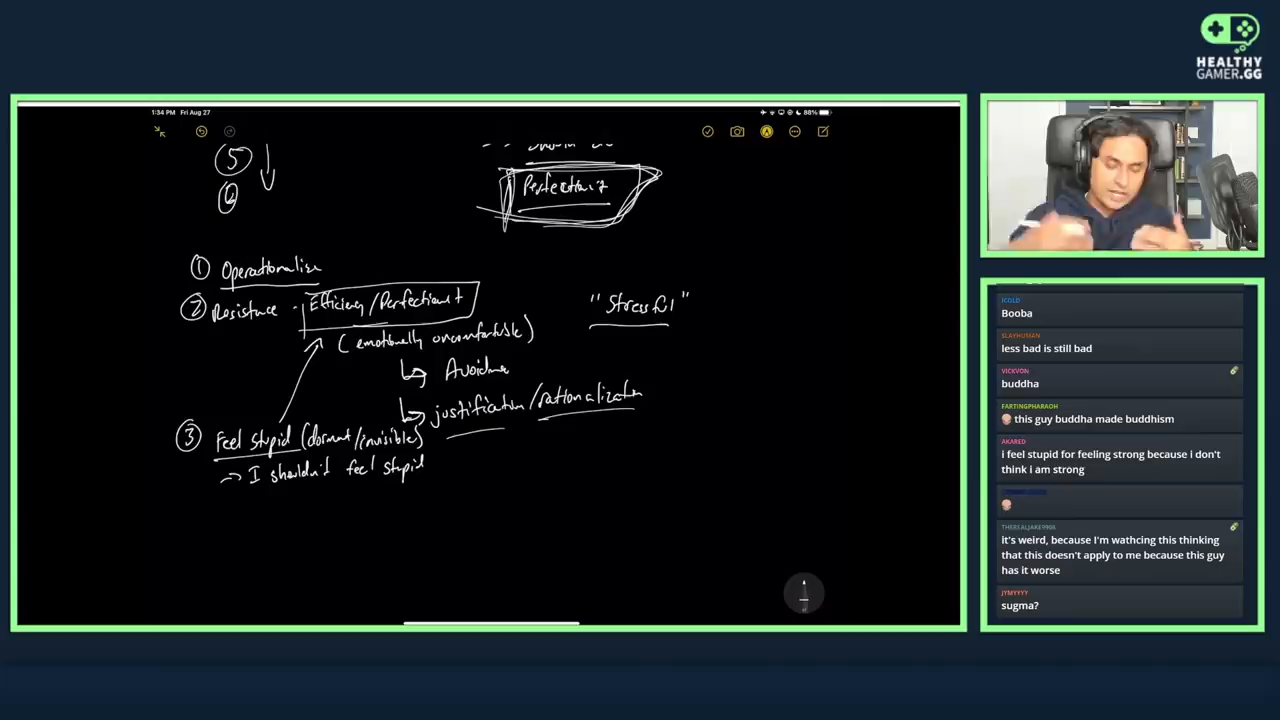 HEALTHY
GAMER.GG
1:34 PM Fri Aug 27
88%
5
6
Perfectionist
① Operationalise
② Resistance - Efficiency/Perfectionist
"Stressful"
(emotionally uncomfortable)
↳ Avoidance
↳ justification/rationalization
③ Feel stupid (dormant/invisible)
→ I shouldn't feel stupid
ICOLD
Booba
SLAYHUMAN
less bad is still bad
VICKVON
buddha
FARTINGPHARAOH
this guy buddha made buddhism
AKARED
i feel stupid for feeling strong because i don't
think i am strong
it's weird, because I'm wathcing this thinking
that this doesn't apply to me because this guy
has it worse
JYMYYYY
sugma?